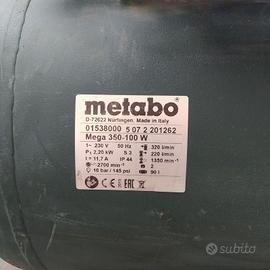 metabo
D-72622 Nürtingen. Made in Italy
01538000 5 07 2 201262
Mega 350-100 W
1~ 230 V 50 Hz 320 l/min
P₁ 2,20 kW S 3 220 l/min
I = 11,7 A IP 44 1350 min⁻¹
2700 min⁻¹ 2
10 bar / 145 psi 90 l
subito